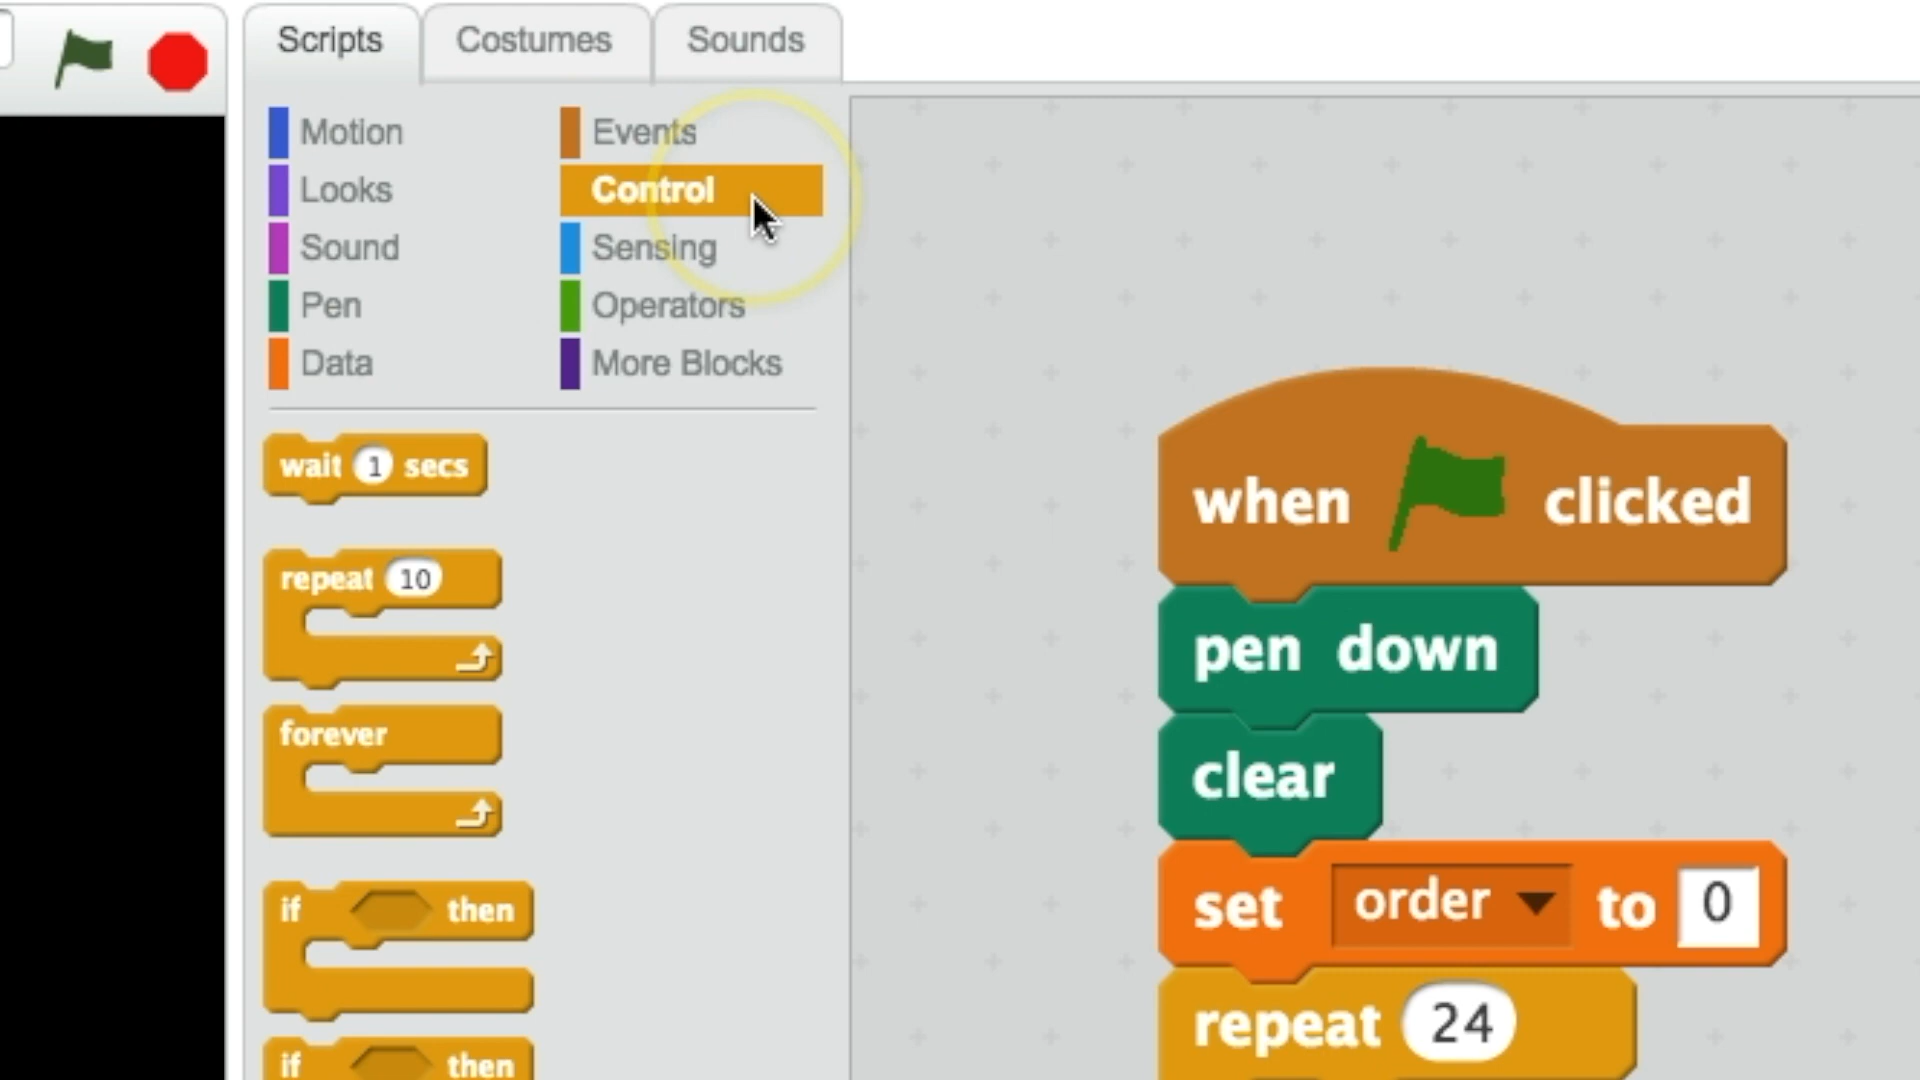 Scripts Costumes Sounds
Motion Events
Looks Control
Sound Sensing
Pen Operators
Data More Blocks
wait 1 secs
repeat 10
forever
if then
if then
when clicked
pen down
clear
set order to 0
repeat 24